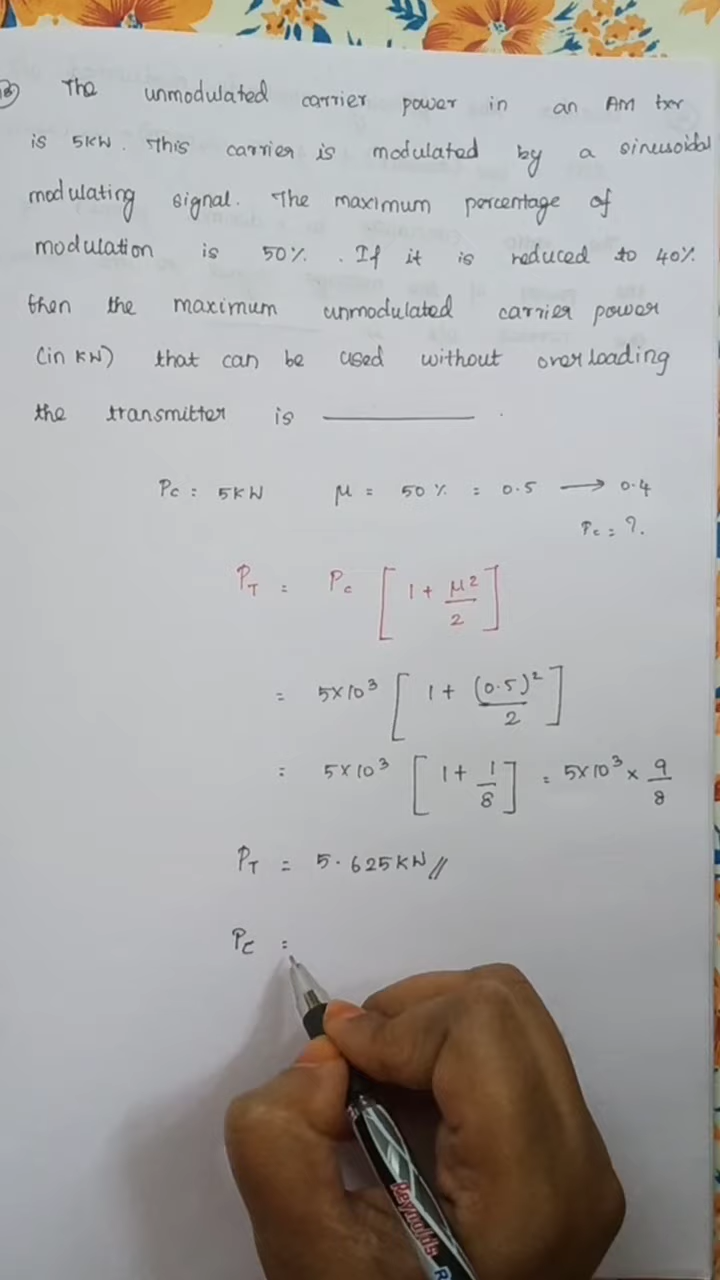 The unmodulated carrier power in an AM txr
is 5KW. This carrier is modulated by a sinusoidal
modulating signal. The maximum percentage of
modulation is 50%. If it is reduced to 40%
then the maximum unmodulated carrier power
(in KW) that can be used without overloading
the transmitter is ________.
Pc = 5KW μ = 50% = 0.5 → 0.4
Pc = ?.
P_T = Pc [1 + μ²/2]
= 5×10³ [1 + (0.5)²/2]
= 5×10³ [1 + 1/8] = 5×10³ × 9/8
P_T = 5.625KW//
Pc =
Reynolds